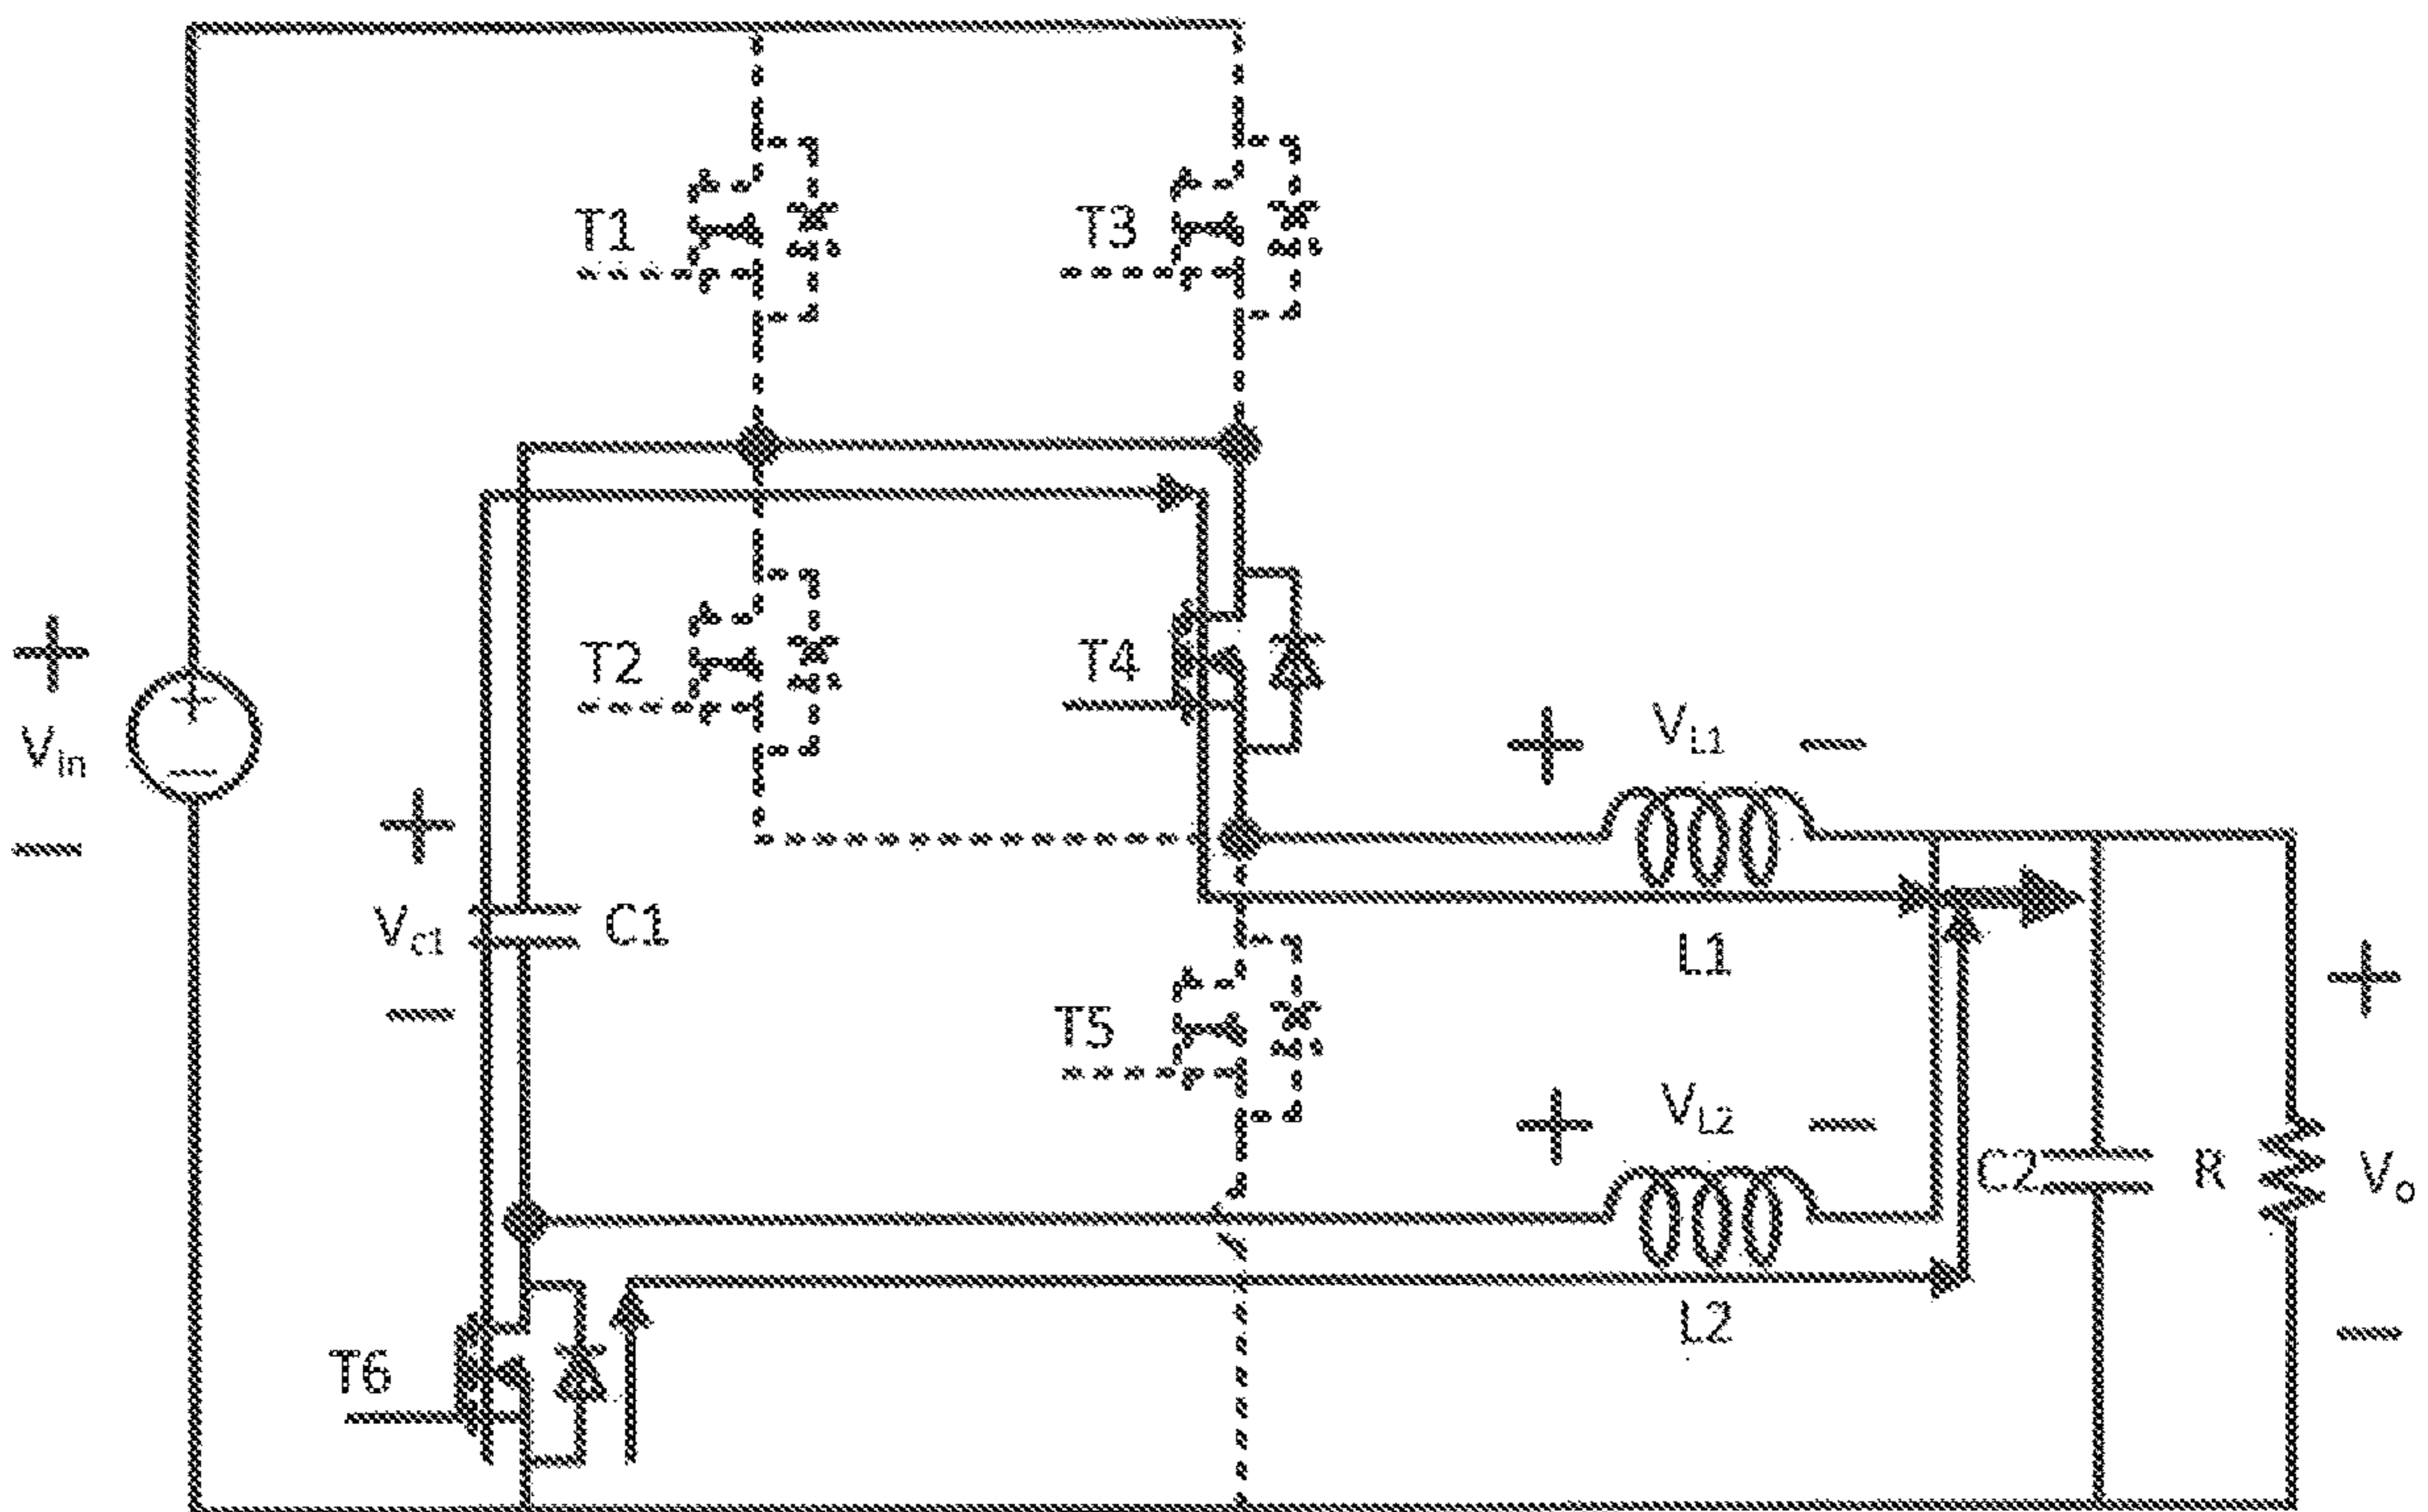 T1
T3
T2
T4
+
V_in
−
+
−
+
V_L1
−
+
V_c1
−
C1
L1
T5
+
V_L2
−
C2
R
+
V_o
−
L2
T6